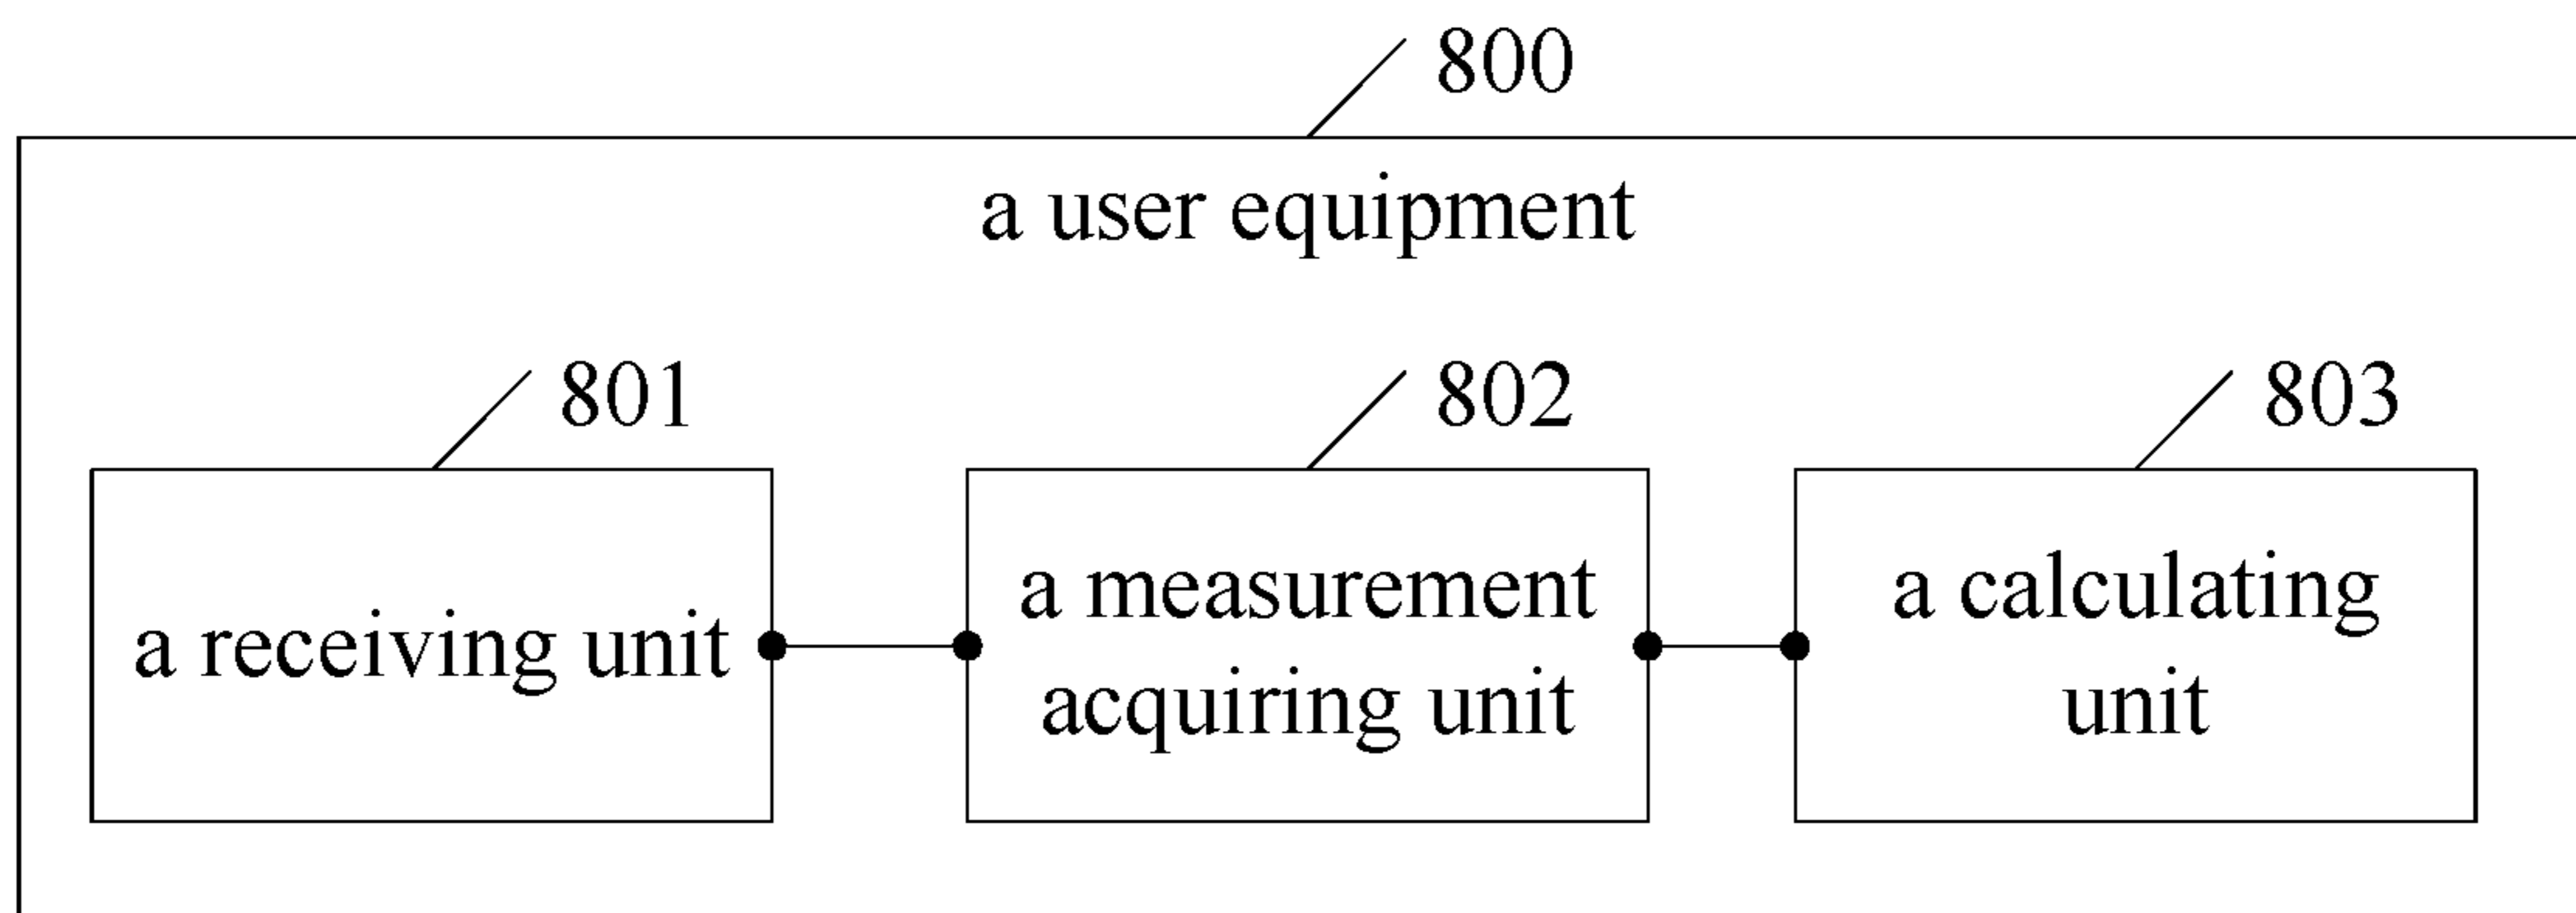 800
a user equipment
801
802
803
a receiving unit
a measurement
acquiring unit
a calculating
unit